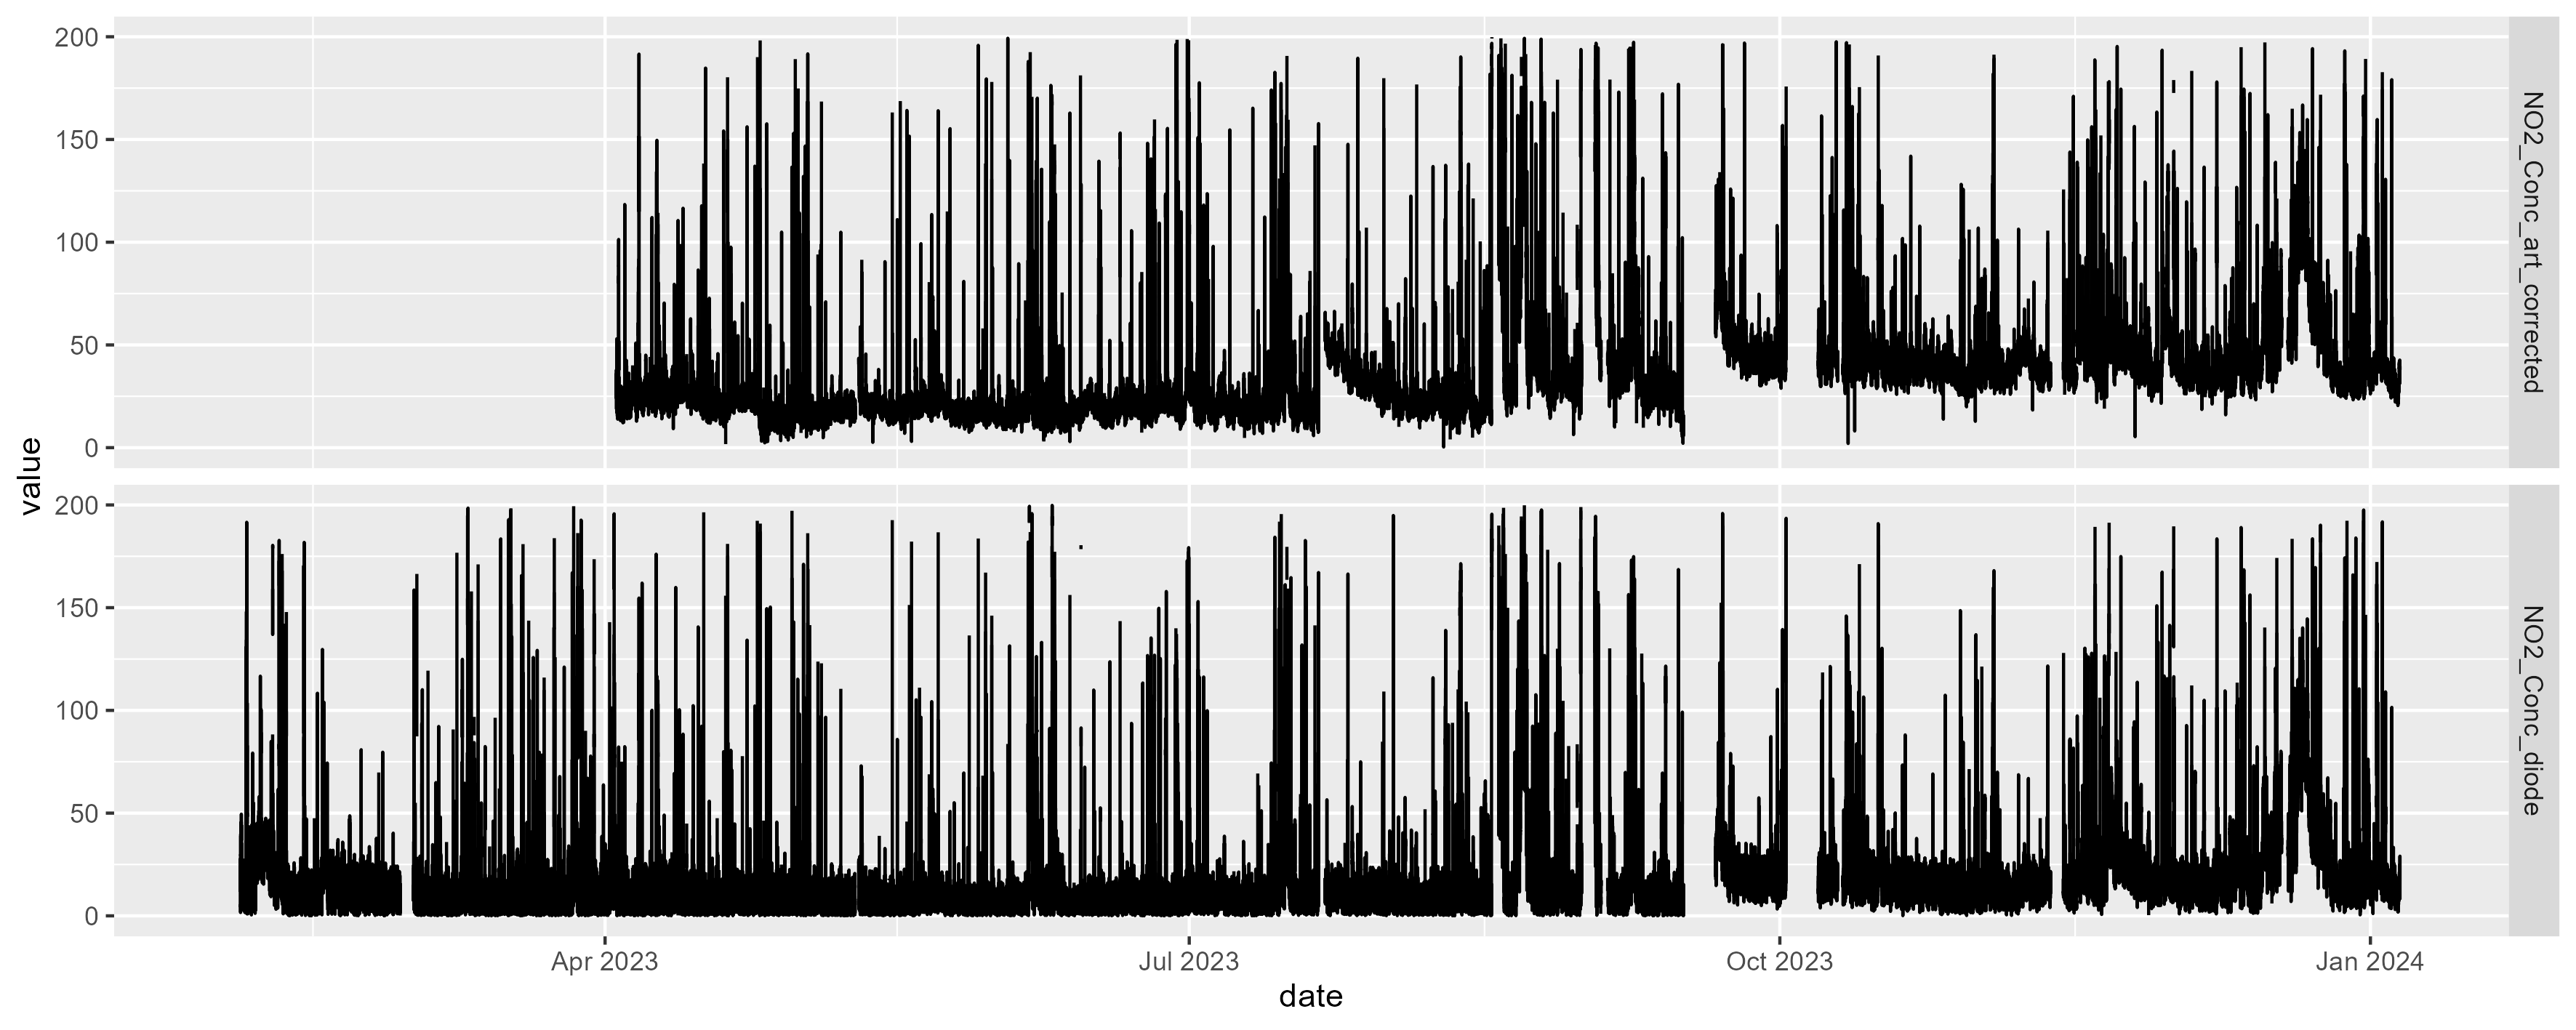 200
150
100
50
0
NO2_Conc_art_corrected
value
200
150
100
50
0
NO2_Conc_diode
Apr 2023
Jul 2023
Oct 2023
Jan 2024
date